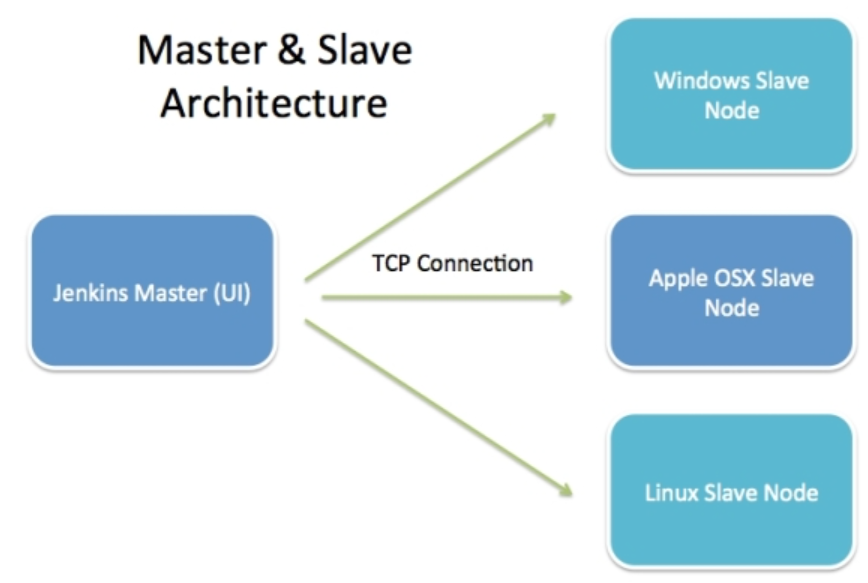 Master & Slave
Architecture
Windows Slave
Node
Jenkins Master (UI)
TCP Connection
Apple OSX Slave
Node
Linux Slave Node